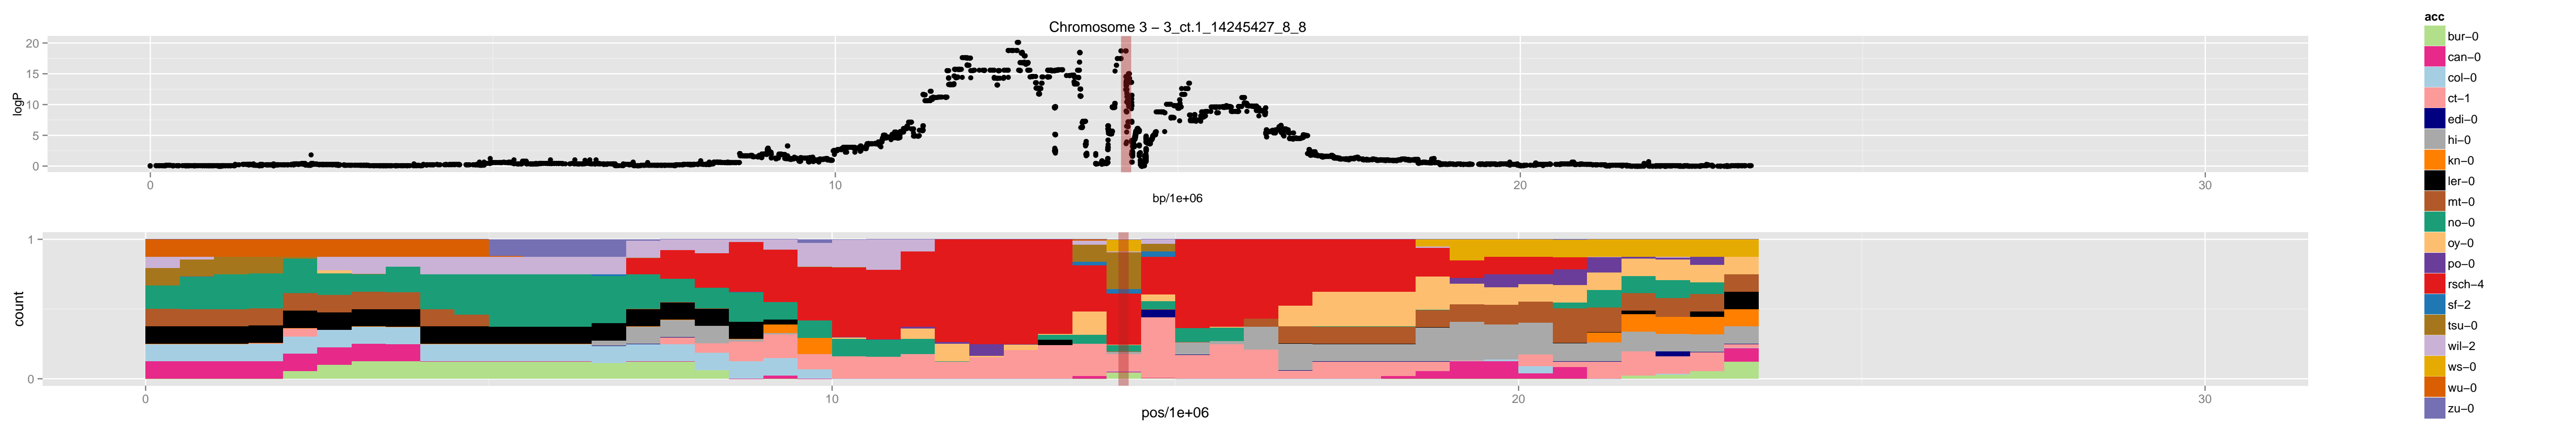 Chromosome 3 – 3_ct.1_14245427_8_8
20
15
10
5
0
logP
0 10 20 30
bp/1e+06
1
0
count
0 10 20 30
pos/1e+06
acc
bur−0
can−0
col−0
ct−1
edi−0
hi−0
kn−0
ler−0
mt−0
no−0
oy−0
po−0
rsch−4
sf−2
tsu−0
wil−2
ws−0
wu−0
zu−0